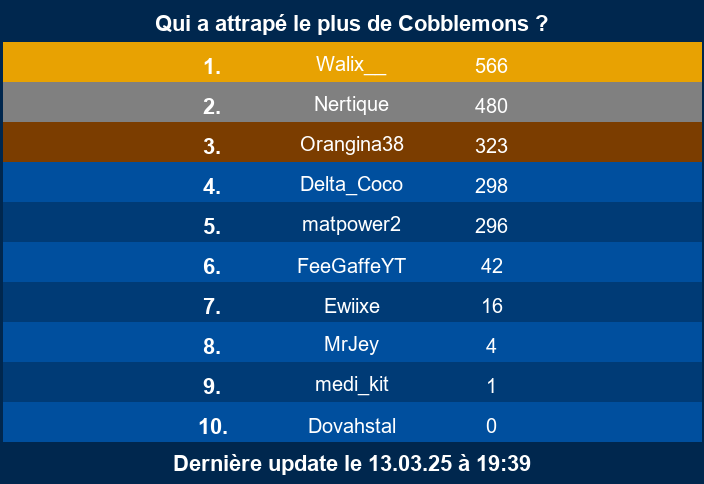 Qui a attrapé le plus de Cobblemons ?
1. Walix__ 566
2. Nertique 480
3. Orangina38 323
4. Delta_Coco 298
5. matpower2 296
6. FeeGaffeYT 42
7. Ewiixe 16
8. MrJey 4
9. medi_kit 1
10. Dovahstal 0
Dernière update le 13.03.25 à 19:39